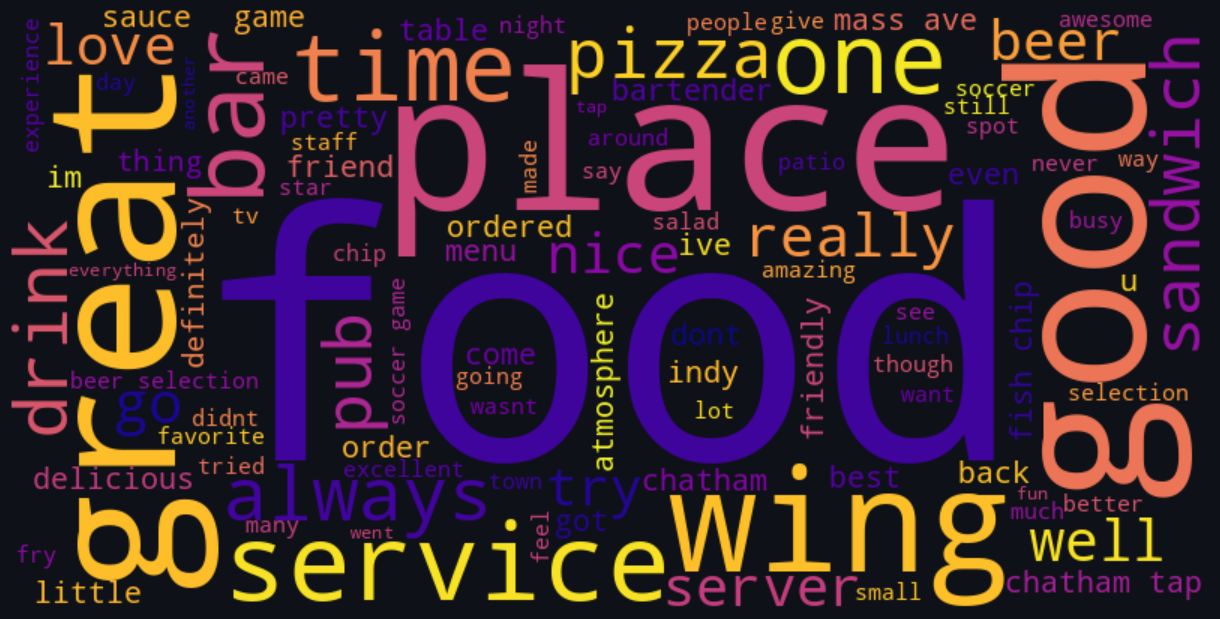 sauce
game
love
experience
day
another
great
im
thing
bar
came
time
table
night
pizza
one
people
give
mass ave
beer
awesome
bartender
tap
soccer
still
spot
good
sandwich
pretty
staff
friend
star
place
made
around
say
patio
even
never
way
busy
tv
definitely
drink
everything
chip
ordered
menu
nice
salad
ive
really
amazing
u
food
pub
soccer game
come
going
wasnt
atmosphere
dont
indy
lot
friendly
see
lunch
though
want
fish chip
selection
beer selection
go
didnt
favorite
tried
order
excellent
delicious
always
town
try
chatham
wing
best
back
fun
much
better
many
went
feel
got
fry
little
service
server
small
well
chatham tap